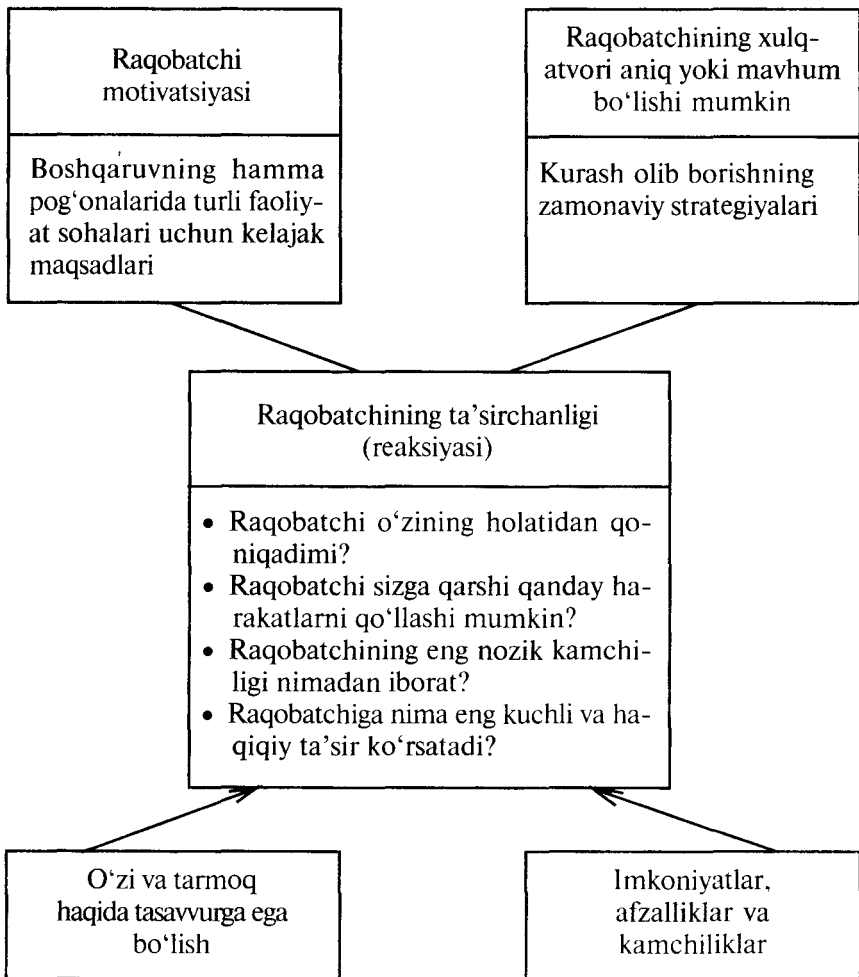 Raqobatchi
motivatsiyasi
Boshqaruvning hamma
pog‘onalarida turli faoliy-
at sohalari uchun kelajak
maqsadlari
Raqobatchining xulq-
atvori aniq yoki mavhum
bo‘lishi mumkin
Kurash olib borishning
zamonaviy strategiyalari
Raqobatchining ta’sirchanligi
(reaksiyasi)
• Raqobatchi o‘zining holatidan qo-
niqadimi?
• Raqobatchi sizga qarshi qanday ha-
rakatlarni qo‘llashi mumkin?
• Raqobatchining eng nozik kamchi-
ligi nimadan iborat?
• Raqobatchiga nima eng kuchli va ha-
qiqiy ta’sir ko‘rsatadi?
O‘zi va tarmoq
haqida tasavvurga ega
bo‘lish
Imkoniyatlar,
afzalliklar va
kamchiliklar